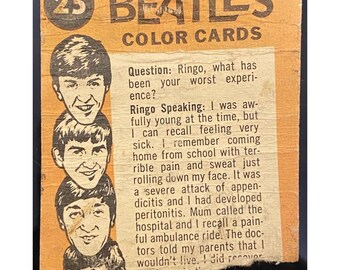 25
BEATLES
COLOR CARDS
Question: Ringo, what has
been your worst experi-
ence?
Ringo Speaking: I was aw-
fully young at the time, but
I can recall feeling very
sick. I remember coming
home from school with ter-
rible pain and sweat just
rolling down my face. It was
a severe attack of appen-
dicitis and I had developed
peritonitis. Mum called the
hospital and I recall a pain-
ful ambulance ride. The doc-
tors told my parents that I
wouldn't live. I did recover